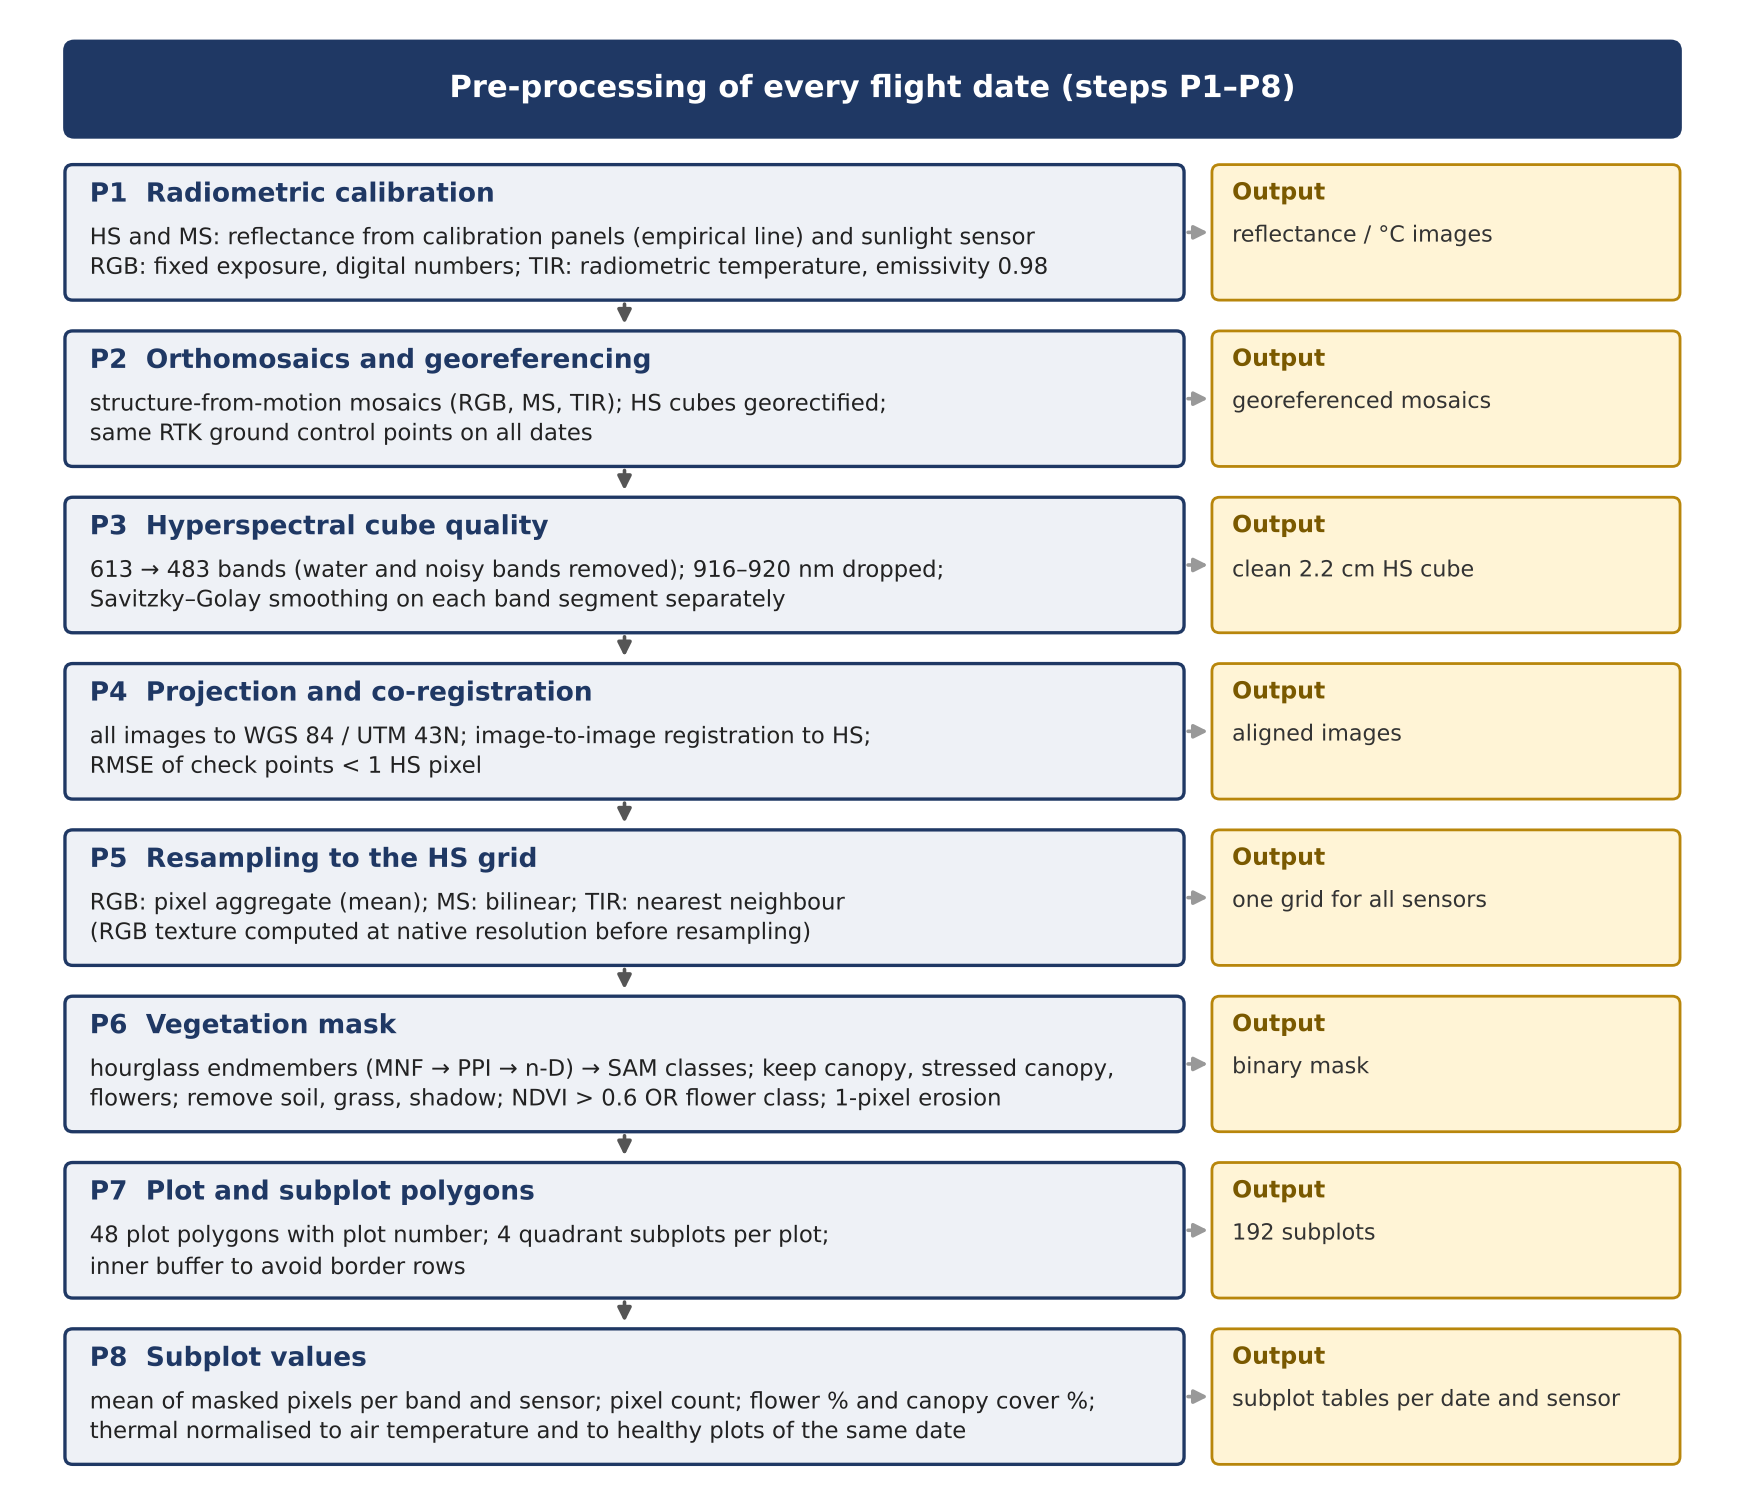 Pre-processing of every flight date (steps P1–P8)
P1 Radiometric calibration
HS and MS: reflectance from calibration panels (empirical line) and sunlight sensor
RGB: fixed exposure, digital numbers; TIR: radiometric temperature, emissivity 0.98
Output
reflectance / °C images
P2 Orthomosaics and georeferencing
structure-from-motion mosaics (RGB, MS, TIR); HS cubes georectified;
same RTK ground control points on all dates
Output
georeferenced mosaics
P3 Hyperspectral cube quality
613 → 483 bands (water and noisy bands removed); 916–920 nm dropped;
Savitzky–Golay smoothing on each band segment separately
Output
clean 2.2 cm HS cube
P4 Projection and co-registration
all images to WGS 84 / UTM 43N; image-to-image registration to HS;
RMSE of check points < 1 HS pixel
Output
aligned images
P5 Resampling to the HS grid
RGB: pixel aggregate (mean); MS: bilinear; TIR: nearest neighbour
(RGB texture computed at native resolution before resampling)
Output
one grid for all sensors
P6 Vegetation mask
hourglass endmembers (MNF → PPI → n-D) → SAM classes; keep canopy, stressed canopy,
flowers; remove soil, grass, shadow; NDVI > 0.6 OR flower class; 1-pixel erosion
Output
binary mask
P7 Plot and subplot polygons
48 plot polygons with plot number; 4 quadrant subplots per plot;
inner buffer to avoid border rows
Output
192 subplots
P8 Subplot values
mean of masked pixels per band and sensor; pixel count; flower % and canopy cover %;
thermal normalised to air temperature and to healthy plots of the same date
Output
subplot tables per date and sensor